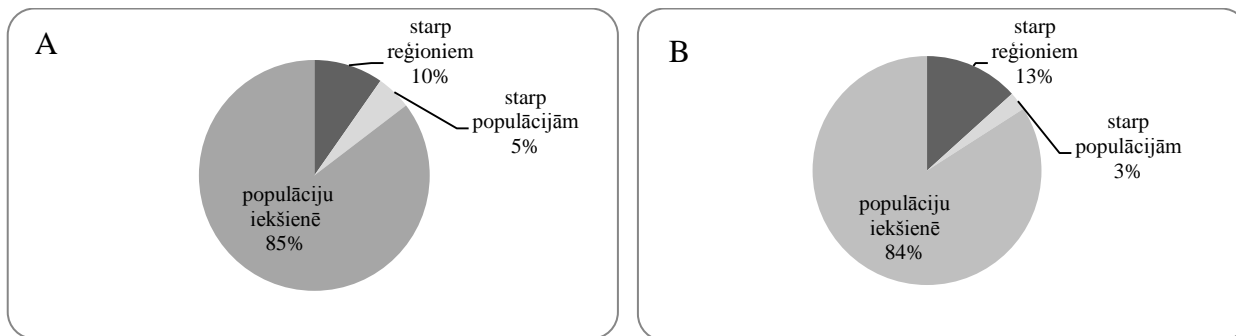 A
starp
reģioniem
10%
starp
populācijām
5%
populāciju
iekšienē
85%
B
starp
reģioniem
13%
starp
populācijām
3%
populāciju
iekšienē
84%